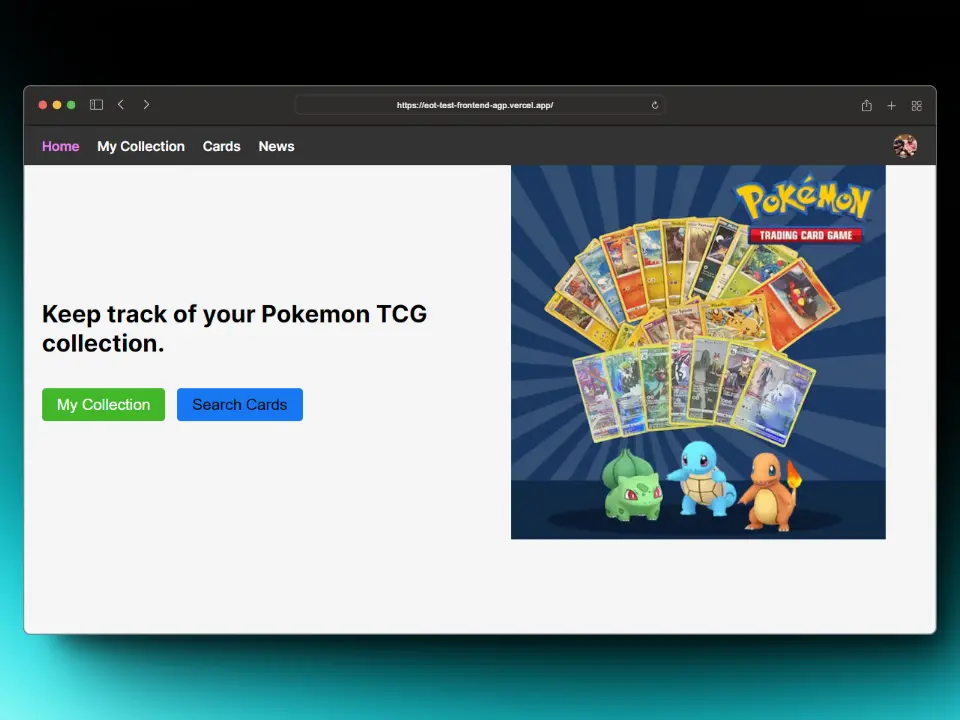 https://eot-test-frontend-agp.vercel.app/
Home My Collection Cards News
POKéMON
TRADING CARD GAME
Keep track of your Pokemon TCG
collection.
My Collection Search Cards